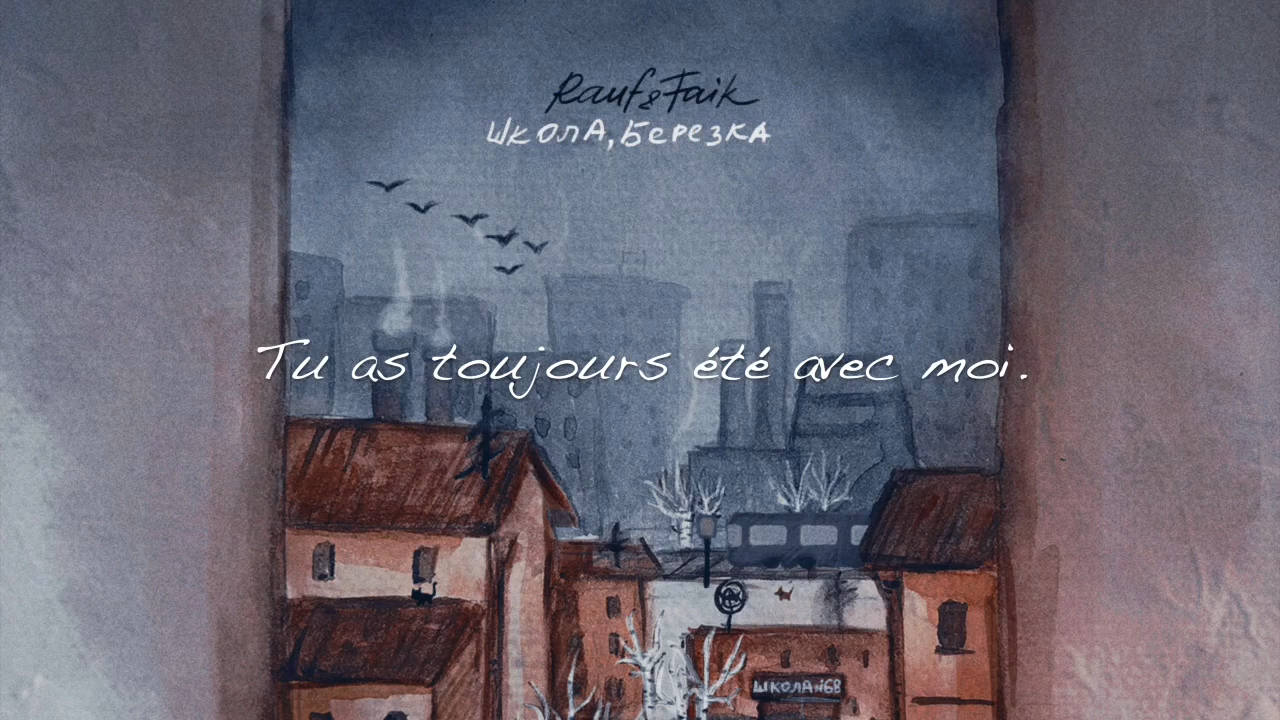 Rauf & Faik
ШКОЛА, БЕРЕЗКА
Tu as toujours été avec moi.
ШКОЛА №68